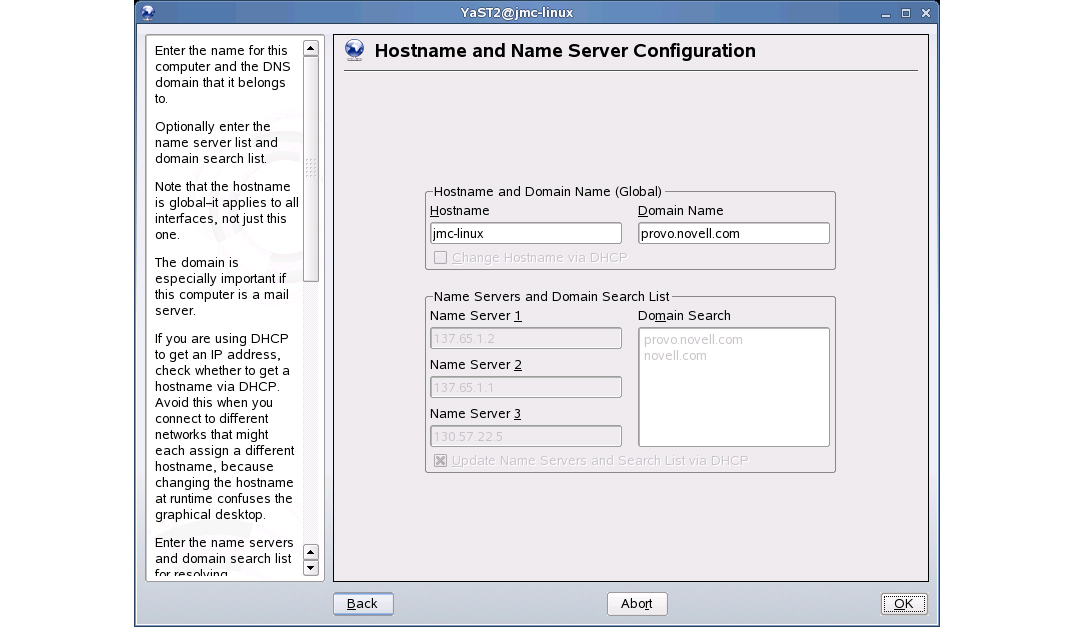 YaST2@jmc-linux
Enter the name for this
computer and the DNS
domain that it belongs
to.
Optionally enter the
name server list and
domain search list.
Note that the hostname
is global–it applies to all
interfaces, not just this
one.
The domain is
especially important if
this computer is a mail
server.
If you are using DHCP
to get an IP address,
check whether to get a
hostname via DHCP.
Avoid this when you
connect to different
networks that might
each assign a different
hostname, because
changing the hostname
at runtime confuses the
graphical desktop.
Enter the name servers
and domain search list
for resolving
Hostname and Name Server Configuration
Hostname and Domain Name (Global)
Hostname
Domain Name
jmc-linux
provo.novell.com
Change Hostname via DHCP
Name Servers and Domain Search List
Name Server 1
Domain Search
137.65.1.2
provo.novell.com
novell.com
Name Server 2
137.65.1.1
Name Server 3
130.57.22.5
Update Name Servers and Search List via DHCP
Back
Abort
OK